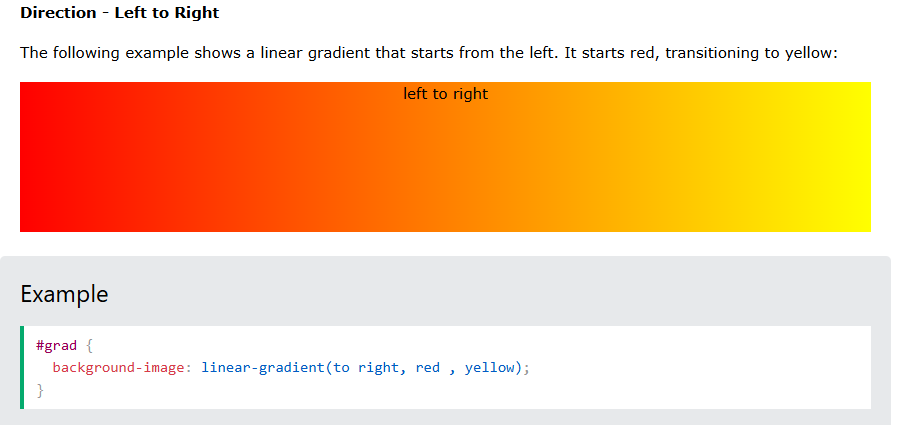 Direction - Left to Right
The following example shows a linear gradient that starts from the left. It starts red, transitioning to yellow:
left to right
Example
#grad {
  background-image: linear-gradient(to right, red , yellow);
}